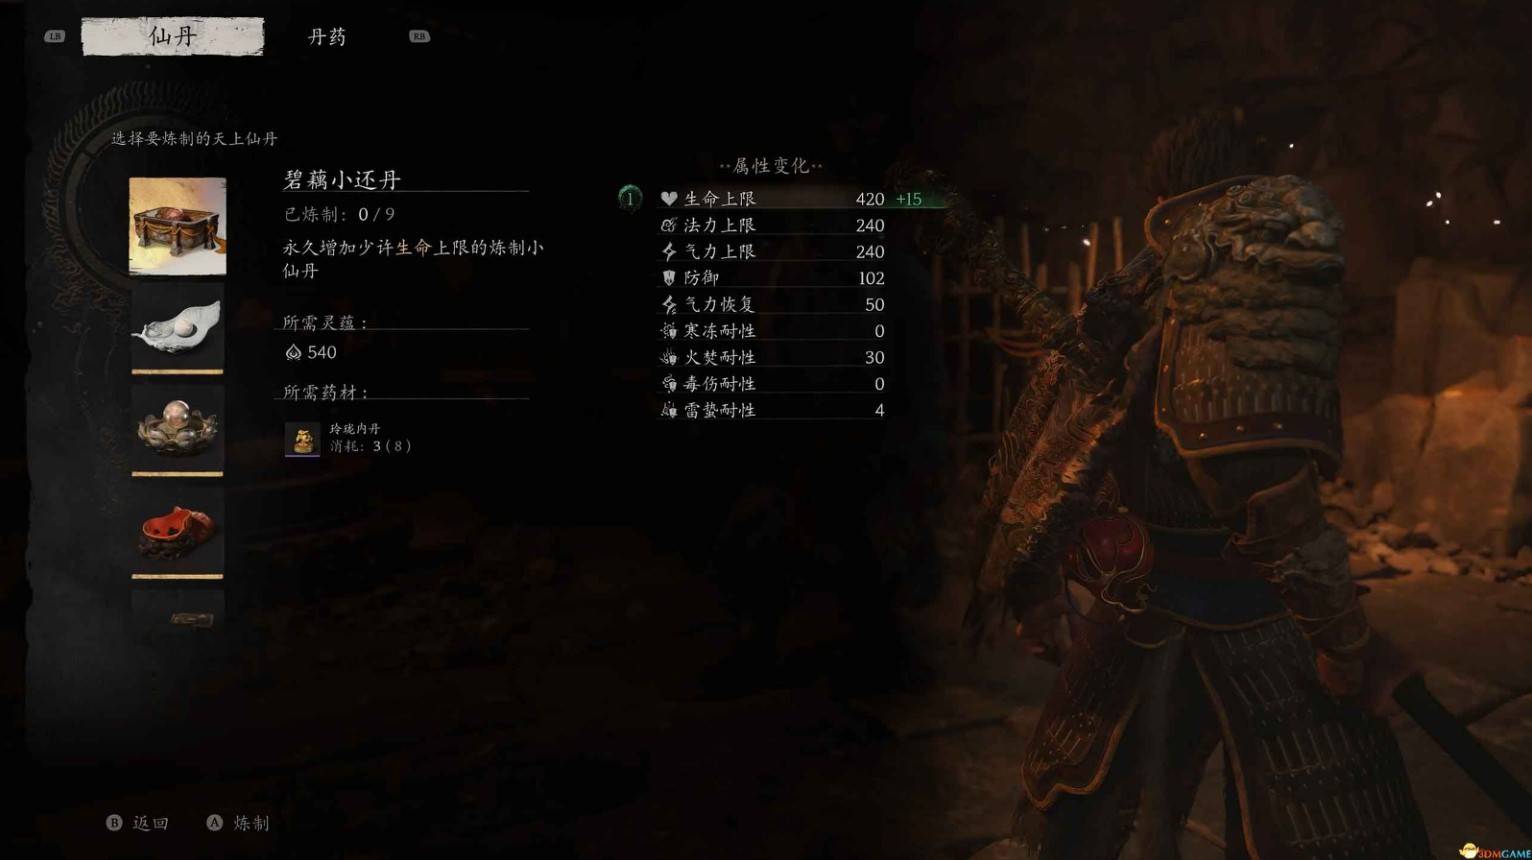 LB 仙丹 丹药 RB
选择要炼制的天上仙丹
碧藕小还丹
已炼制：0/9
永久增加少许生命上限的炼制小
仙丹
所需灵蕴：
540
所需药材：
玲珑内丹
消耗：3(8)
··属性变化··
1 生命上限 420 +15
法力上限 240
气力上限 240
防御 102
气力恢复 50
寒冻耐性 0
火焚耐性 30
毒伤耐性 0
雷蛰耐性 4
B 返回 A 炼制
3DMGAME